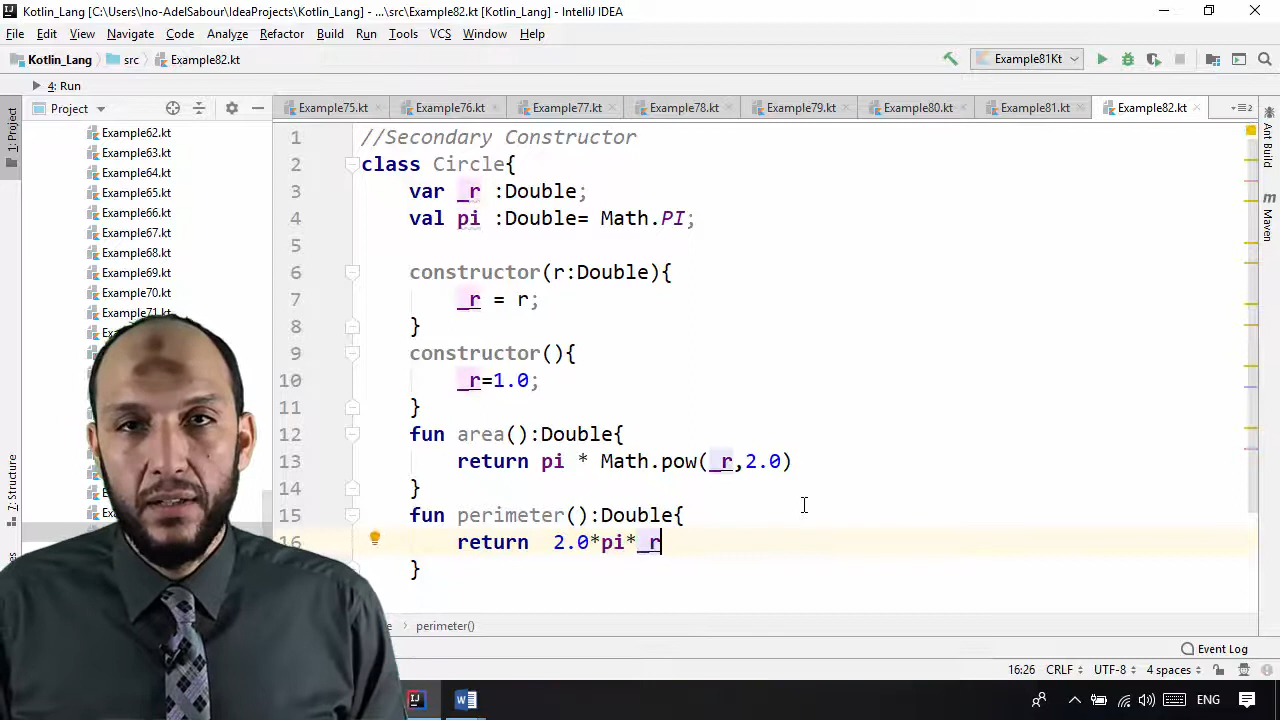 Kotlin_Lang [C:\Users\Ino-AdelSabour\IdeaProjects\Kotlin_Lang] - ...\src\Example82.kt [Kotlin_Lang] - IntelliJ IDEA
File Edit View Navigate Code Analyze Refactor Build Run Tools VCS Window Help
Kotlin_Lang src Example82.kt Example81Kt
4: Run
Project Example75.kt Example76.kt Example77.kt Example78.kt Example79.kt Example80.kt Example81.kt Example82.kt
1: Project
7: Structure
Example62.kt
Example63.kt
Example64.kt
Example65.kt
Example66.kt
Example67.kt
Example68.kt
Example69.kt
Example70.kt
Example71.kt
1 //Secondary Constructor
2 class Circle{
3 var _r :Double;
4 val pi :Double= Math.PI;
5
6 constructor(r:Double){
7 _r = r;
8 }
9 constructor(){
10 _r=1.0;
11 }
12 fun area():Double{
13 return pi * Math.pow(_r,2.0)
14 }
15 fun perimeter():Double{
16 return 2.0*pi*_r
}
perimeter()
Ant Build
Maven
Event Log
16:26 CRLF UTF-8 4 spaces
ENG